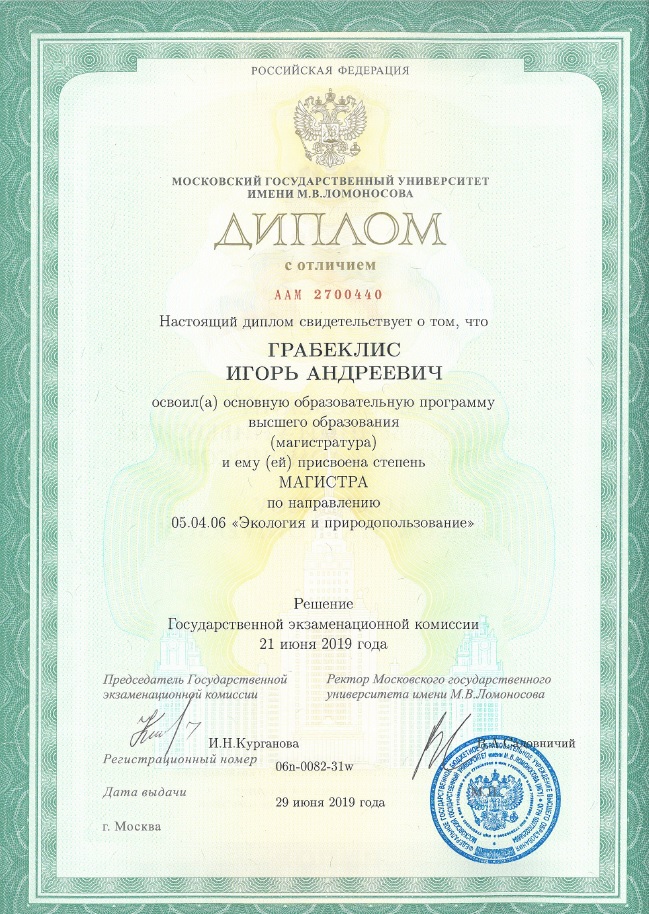 РОССИЙСКАЯ ФЕДЕРАЦИЯ
МОСКОВСКИЙ ГОСУДАРСТВЕННЫЙ УНИВЕРСИТЕТ
ИМЕНИ М.В.ЛОМОНОСОВА
ДИПЛОМ
с отличием
ААМ 2700440
Настоящий диплом свидетельствует о том, что
ГРАБЕКЛИС
ИГОРЬ АНДРЕЕВИЧ
освоил(а) основную образовательную программу
высшего образования
(магистратура)
и ему (ей) присвоена степень
МАГИСТРА
по направлению
05.04.06 «Экология и природопользование»
Решение
Государственной экзаменационной комиссии
21 июня 2019 года
Председатель Государственной
экзаменационной комиссии
Ректор Московского государственного
университета имени М.В.Ломоносова
И.Н.Курганова
В.А.Садовничий
Регистрационный номер
06п-0082-31w
Дата выдачи
29 июня 2019 года
г. Москва